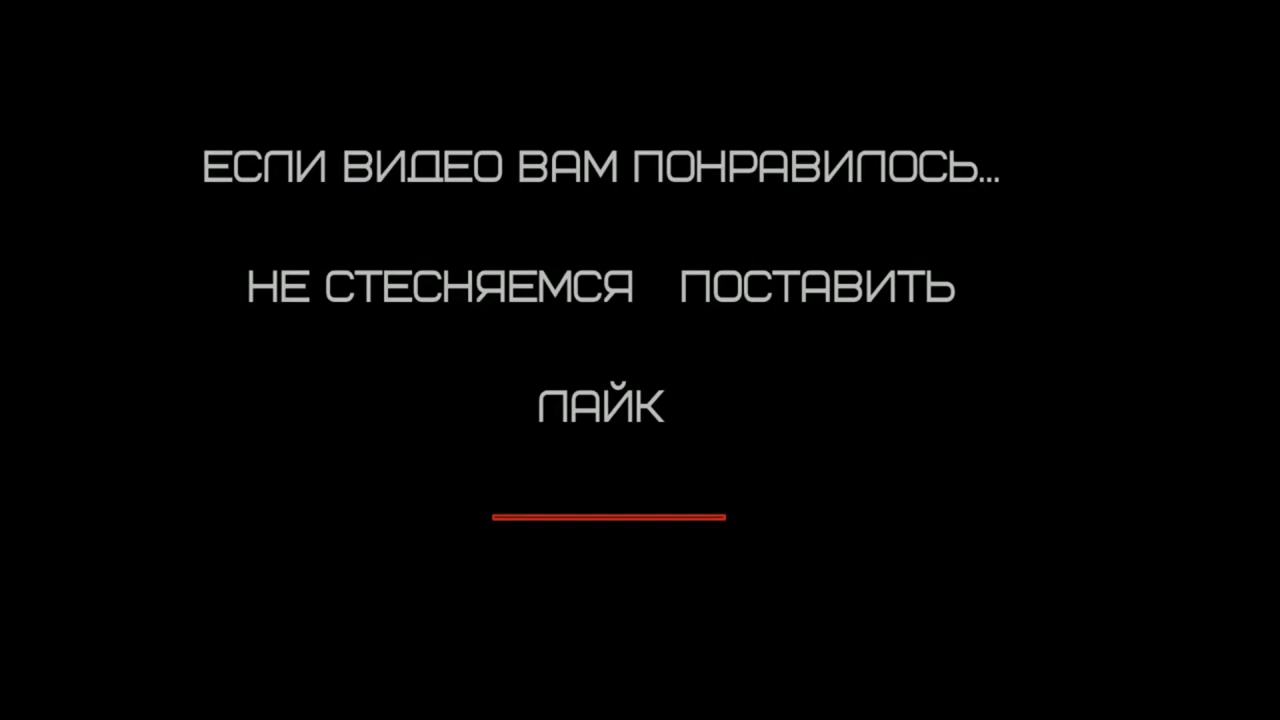 ЕСЛИ ВИДЕО ВАМ ПОНРАВИЛОСЬ...
НЕ СТЕСНЯЕМСЯ ПОСТАВИТЬ
ЛАЙК